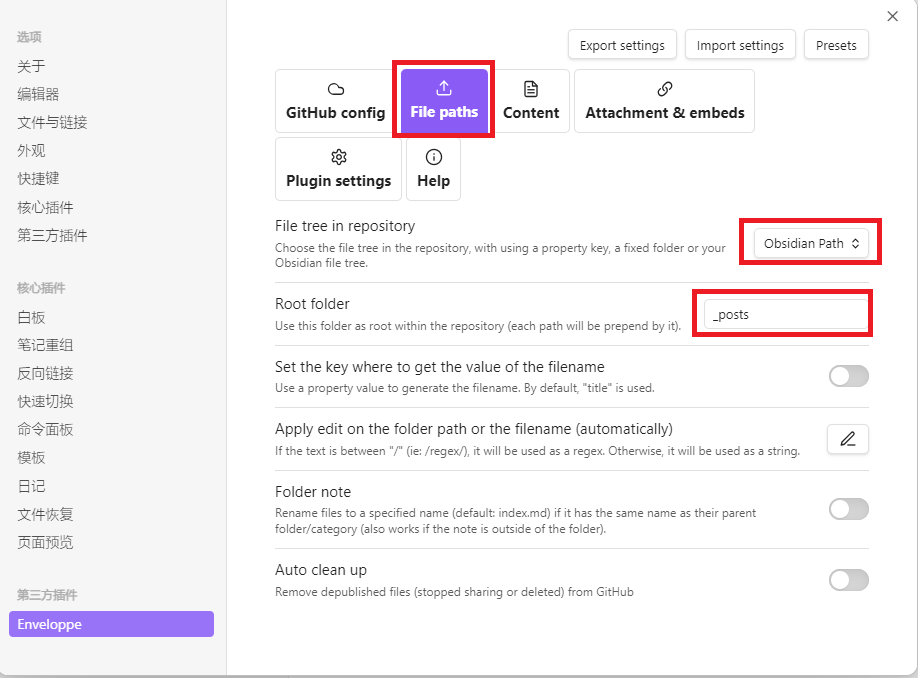 选项
关于
编辑器
文件与链接
外观
快捷键
核心插件
第三方插件
核心插件
白板
笔记重组
反向链接
快速切换
命令面板
模板
日记
文件恢复
页面预览
第三方插件
Enveloppe
Export settings
Import settings
Presets
GitHub config
File paths
Content
Attachment & embeds
Plugin settings
Help
File tree in repository
Choose the file tree in the repository, with using a property key, a fixed folder or your
Obsidian file tree.
Obsidian Path
Root folder
Use this folder as root within the repository (each path will be prepend by it).
_posts
Set the key where to get the value of the filename
Use a property value to generate the filename. By default, "title" is used.
Apply edit on the folder path or the filename (automatically)
If the text is between "/" (ie: /regex/), it will be used as a regex. Otherwise, it will be used as a string.
Folder note
Rename files to a specified name (default: index.md) if it has the same name as their parent
folder/category (also works if the note is outside of the folder).
Auto clean up
Remove depublished files (stopped sharing or deleted) from GitHub